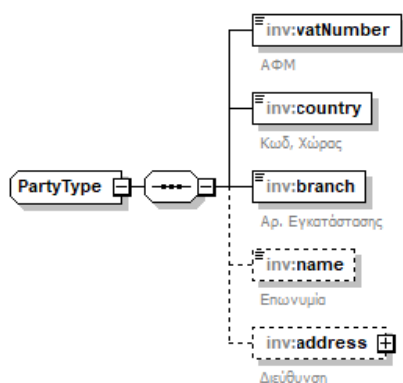 inv:vatNumber
ΑΦΜ
inv:country
Κωδ, Χώρας
PartyType
inv:branch
Αρ. Εγκατάστασης
inv:name
Επωνυμία
inv:address
Διεύθυνση